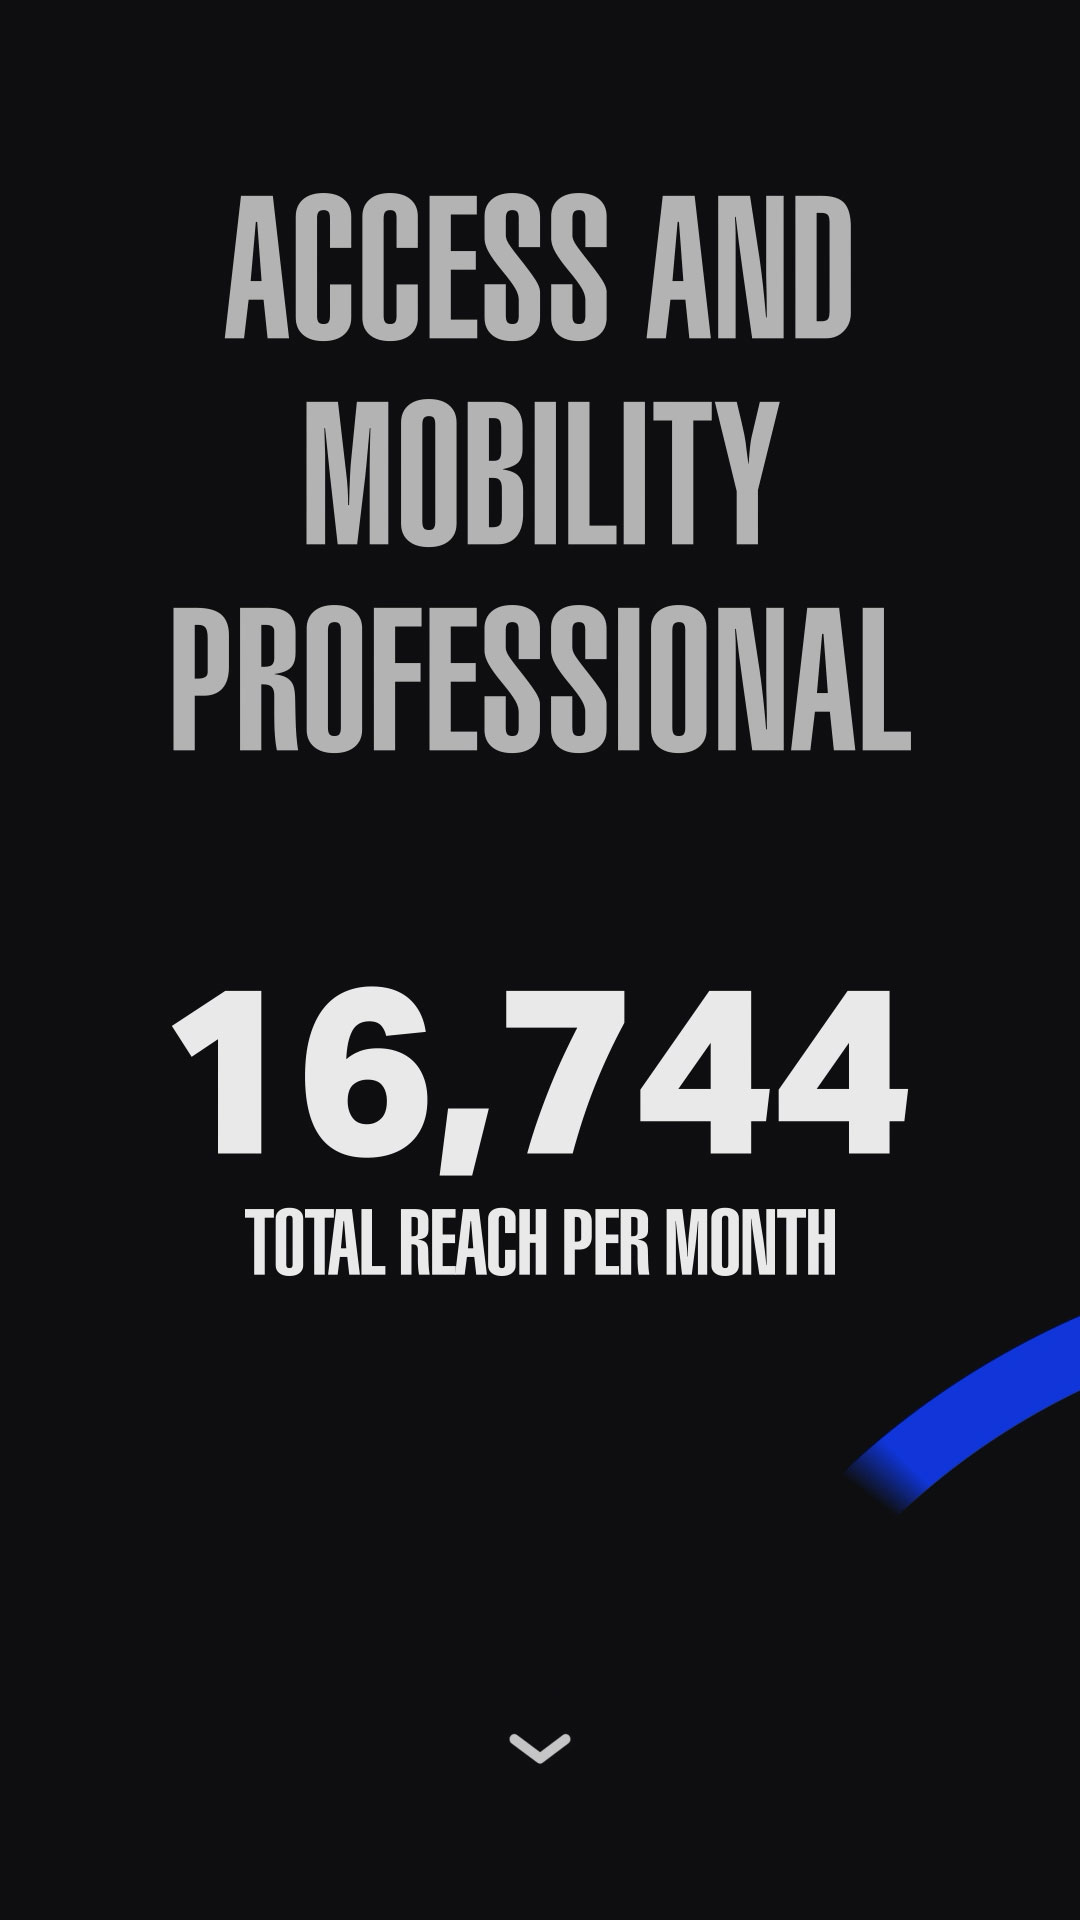 ACCESS AND
MOBILITY
PROFESSIONAL
16,744
TOTAL REACH PER MONTH